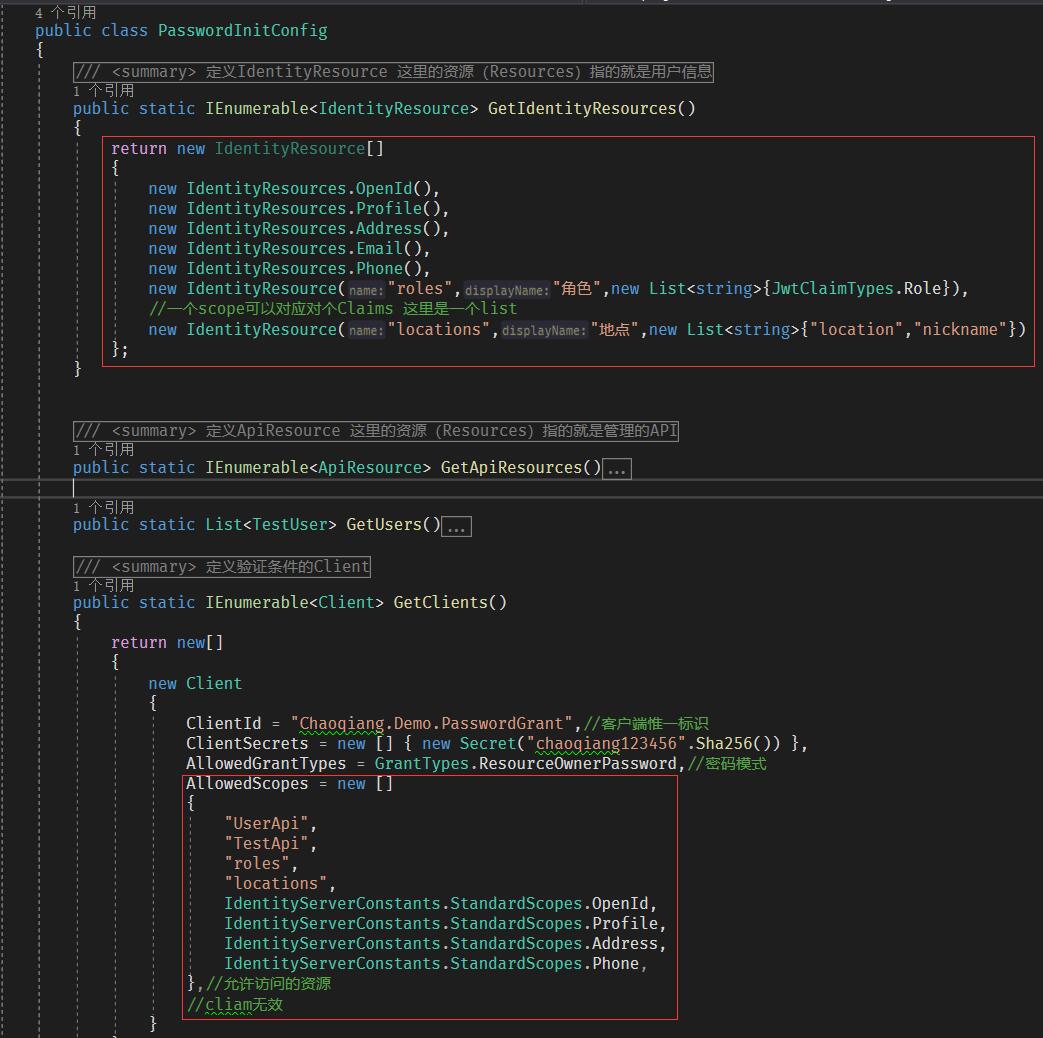 4 个引用
public class PasswordInitConfig
{
/// <summary> 定义IdentityResource 这里的资源（Resources）指的就是用户信息
1 个引用
public static IEnumerable<IdentityResource> GetIdentityResources()
{
return new IdentityResource[]
{
new IdentityResources.OpenId(),
new IdentityResources.Profile(),
new IdentityResources.Address(),
new IdentityResources.Email(),
new IdentityResources.Phone(),
new IdentityResource(name:"roles",displayName:"角色",new List<string>{JwtClaimTypes.Role}),
//一个scope可以对应对个Claims 这里是一个list
new IdentityResource(name:"locations",displayName:"地点",new List<string>{"location","nickname"})
};
}
/// <summary> 定义ApiResource 这里的资源（Resources）指的就是管理的API
1 个引用
public static IEnumerable<ApiResource> GetApiResources()...
1 个引用
public static List<TestUser> GetUsers()...
/// <summary> 定义验证条件的Client
1 个引用
public static IEnumerable<Client> GetClients()
{
return new[]
{
new Client
{
ClientId = "Chaoqiang.Demo.PasswordGrant",//客户端惟一标识
ClientSecrets = new [] { new Secret("chaoqiang123456".Sha256()) },
AllowedGrantTypes = GrantTypes.ResourceOwnerPassword,//密码模式
AllowedScopes = new []
{
"UserApi",
"TestApi",
"roles",
"locations",
IdentityServerConstants.StandardScopes.OpenId,
IdentityServerConstants.StandardScopes.Profile,
IdentityServerConstants.StandardScopes.Address,
IdentityServerConstants.StandardScopes.Phone,
},//允许访问的资源
//cliam无效
}